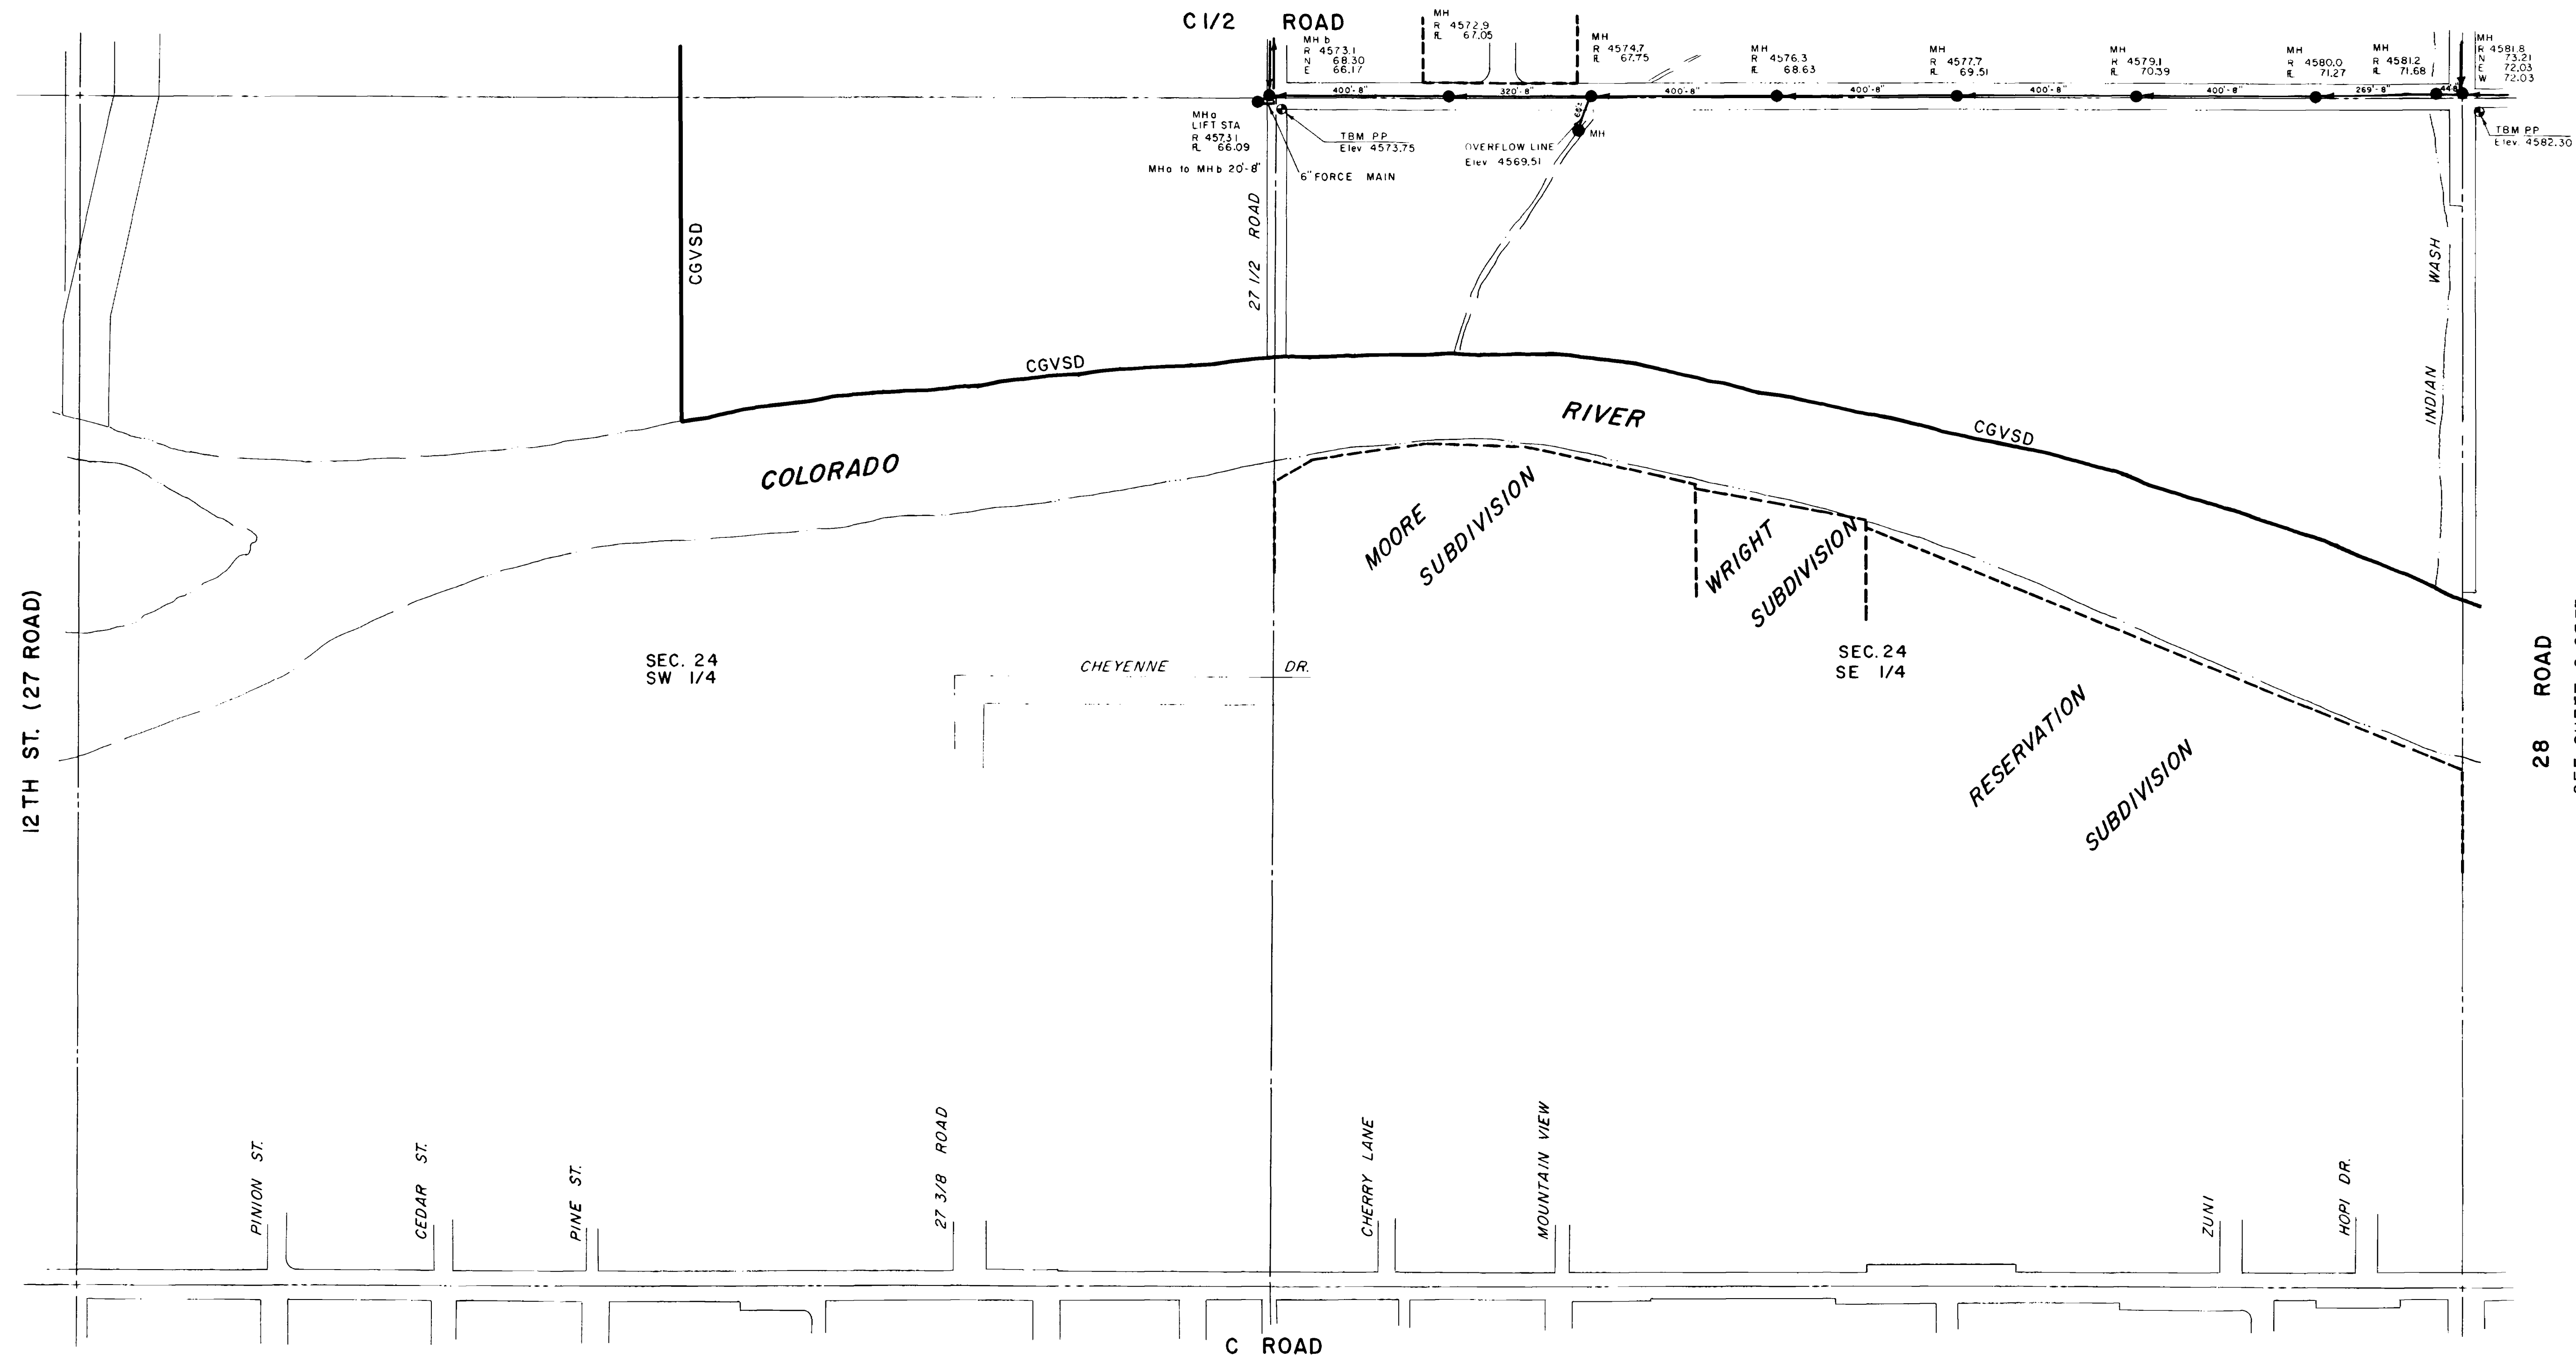 C 1/2 ROAD
MH b
R 4573.1
N 68.30
E 66.17
MH
R 4572.9
FL 67.05
MH
R 4574.7
FL 67.75
MH
R 4576.3
FL 68.63
MH
R 4577.7
FL 69.51
MH
R 4579.1
FL 70.39
MH
R 4580.0
FL 71.27
MH
R 4581.2
FL 71.68
MH
R 4581.8
N 73.21
E 72.03
W 72.03
400'-8"
320'-8"
400'-8"
400'-8"
400'-8"
400'-8"
269'-8"
MH a
LIFT STA
R 4573.1
FL 66.09
MHa to MHb 20'-8"
TBM PP
Elev 4573.75
6" FORCE MAIN
OVERFLOW LINE
Elev 4569.51
MH
TBM PP
Elev. 4582.30
CGVSD
27 1/2 ROAD
INDIAN WASH
CGVSD
COLORADO RIVER
CGVSD
MOORE
SUBDIVISION
WRIGHT
SUBDIVISION
12TH ST. (27 ROAD)
SEC. 24
SW 1/4
CHEYENNE DR.
SEC. 24
SE 1/4
RESERVATION
SUBDIVISION
28 ROAD
PINION ST.
CEDAR ST.
PINE ST.
27 3/8 ROAD
CHERRY LANE
MOUNTAIN VIEW
ZUNI
HOPI DR.
C ROAD